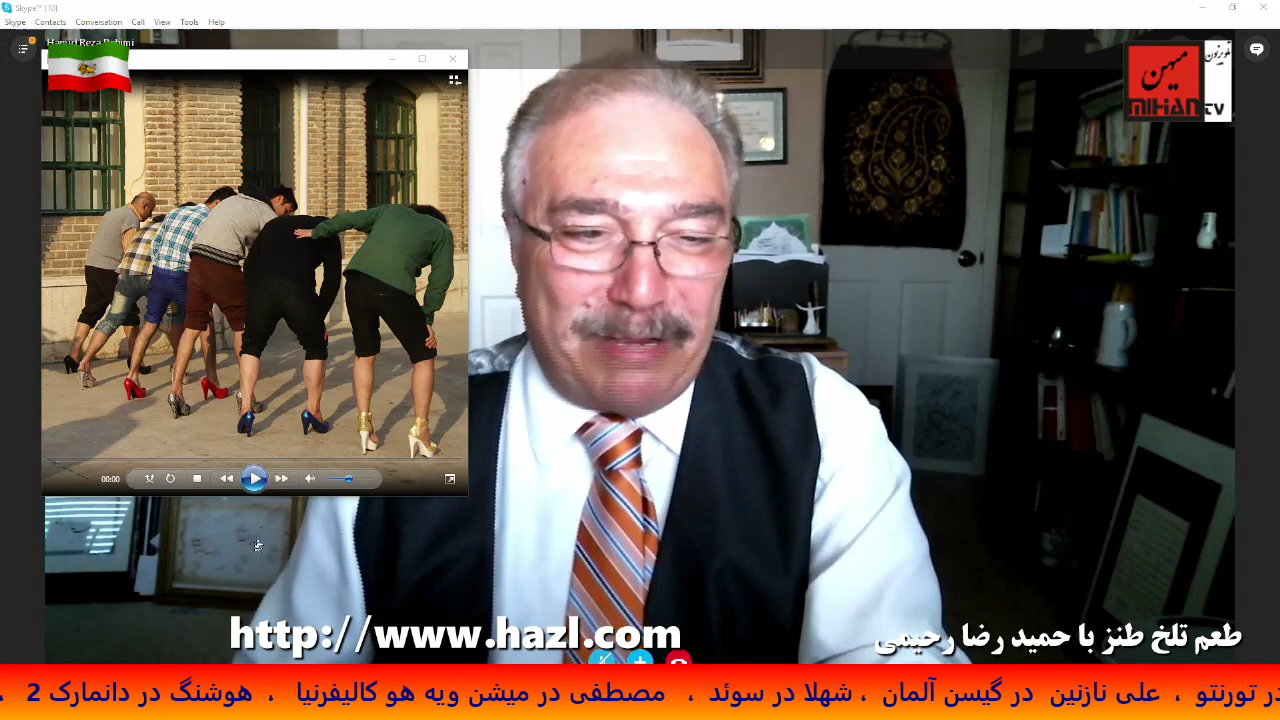 Skype™ [10]
Skype Contacts Conversation Call View Tools Help
Hamid Reza Rahimi
میهن
تلویزیون
MIHAN TV
00:00
http://www.hazl.com
طعم تلخ طنز با حمید رضا رحیمی
در تورنتو ، علی نازنین در گیسن آلمان ، شهلا در سوئد ، مصطفی در میشن ویه هو کالیفرنیا ، هوشنگ در دانمارک 2 ،